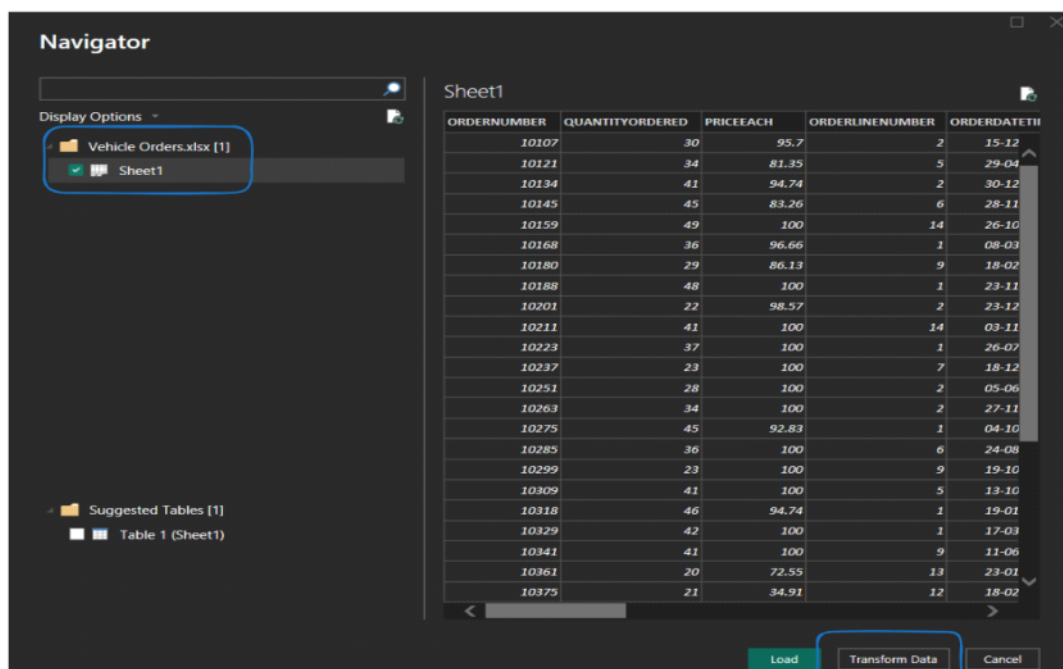 Navigator
Display Options
Vehicle Orders.xlsx [1]
Sheet1
Suggested Tables [1]
Table 1 (Sheet1)
Sheet1
ORDERNUMBER QUANTITYORDERED PRICEEACH ORDERLINENUMBER ORDERDATETI
10107 30 95.7 2 15-12
10121 34 81.35 5 29-04
10134 41 94.74 2 30-12
10145 45 83.26 6 28-11
10159 49 100 14 26-10
10168 36 96.66 1 08-03
10180 29 86.13 9 18-02
10188 48 100 1 23-11
10201 22 98.57 2 23-12
10211 41 100 14 03-11
10223 37 100 1 26-07
10237 23 100 7 18-12
10251 28 100 2 05-06
10263 34 100 2 27-11
10275 45 92.83 1 04-10
10285 36 100 6 24-08
10299 23 100 9 19-10
10309 41 100 5 13-10
10318 46 94.74 1 19-01
10329 42 100 1 17-03
10341 41 100 9 11-06
10361 20 72.55 13 23-01
10375 21 34.91 12 18-02
Load Transform Data Cancel